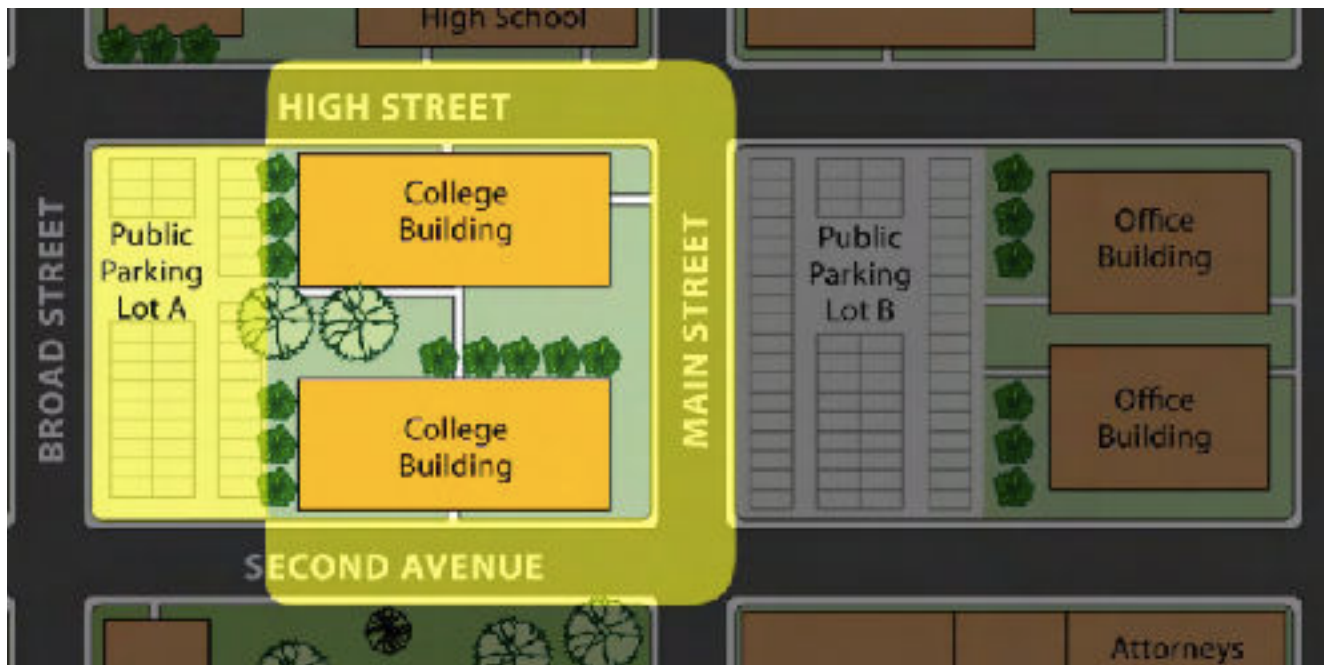 High School
HIGH STREET
BROAD STREET
Public
Parking
Lot A
College
Building
MAIN STREET
Public
Parking
Lot B
Office
Building
College
Building
Office
Building
SECOND AVENUE
Attorneys